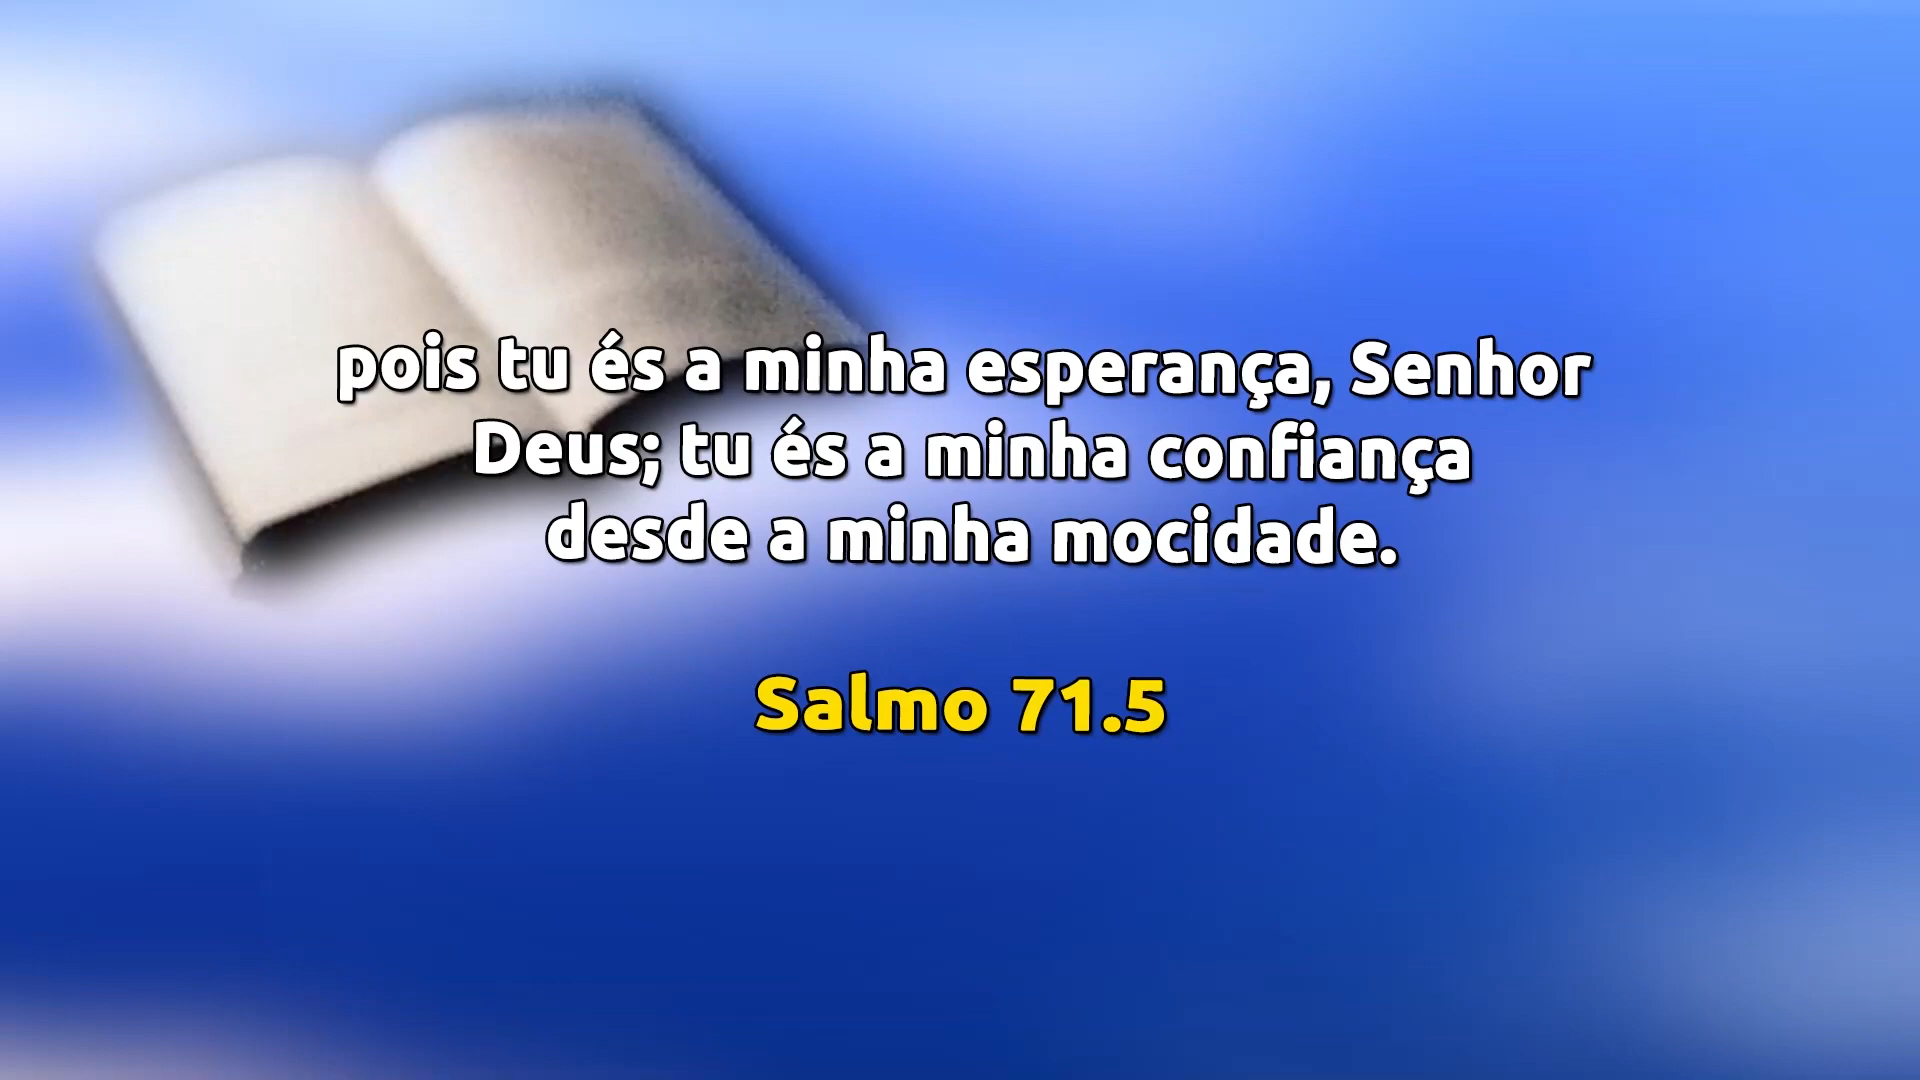 pois tu és a minha esperança, Senhor
Deus; tu és a minha confiança
desde a minha mocidade.
Salmo 71.5